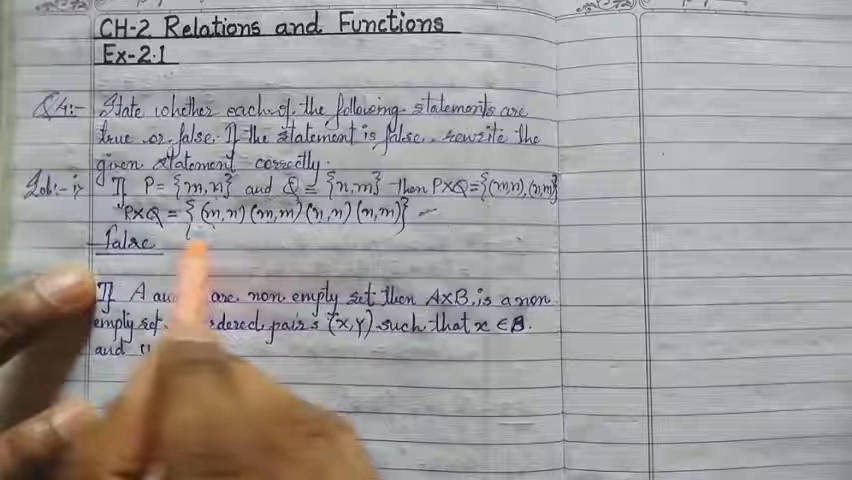 CH-2 Relations and Functions
Ex-2.1
Q4:- State whether each of the following statements are
true or false. If the statement is false, rewrite the
given statement correctly.
Sol:- i, If P = {m,n} and Q = {n,m} then P×Q={(m,n),(n,m)}
P×Q = {(m,n)(m,m)(n,n)(n,m)}
False
If A are non empty set then A×B is a non
empty set ordered pairs (x,y) such that x ∈ B.
and